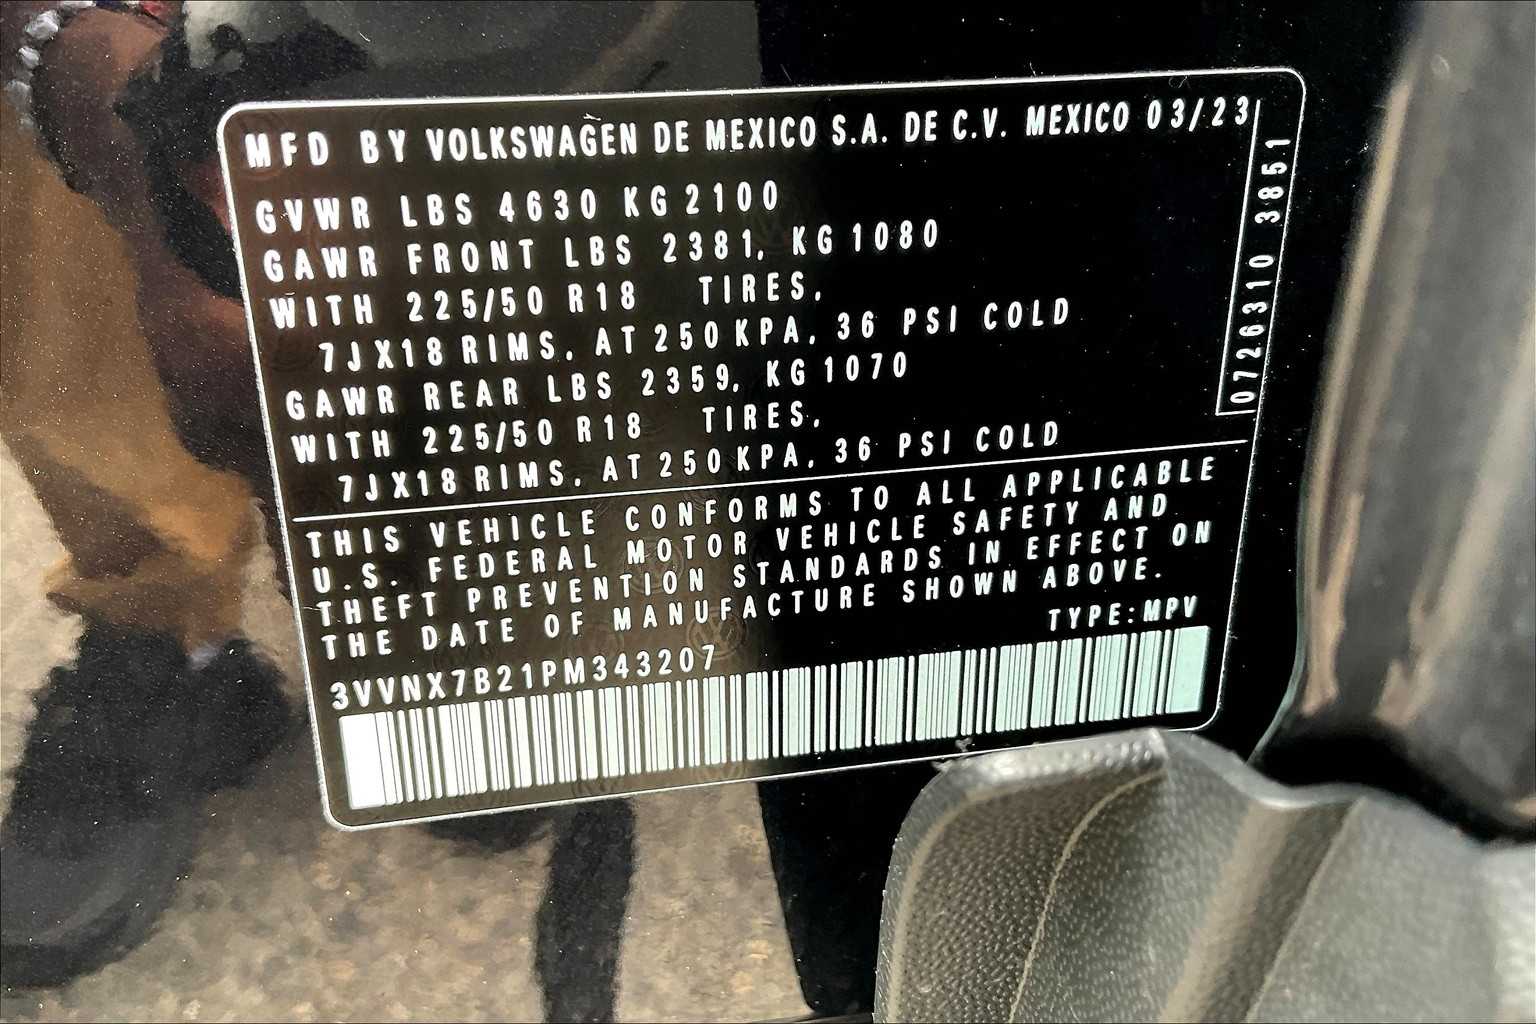 MFD BY VOLKSWAGEN DE MEXICO S.A. DE C.V. MEXICO 03/23
GVWR LBS 4630 KG 2100
GAWR FRONT LBS 2381, KG 1080
WITH 225/50 R18 TIRES,
7JX18 RIMS, AT 250 KPA, 36 PSI COLD
GAWR REAR LBS 2359, KG 1070
WITH 225/50 R18 TIRES,
7JX18 RIMS, AT 250 KPA, 36 PSI COLD
0726310 3851
THIS VEHICLE CONFORMS TO ALL APPLICABLE
U.S. FEDERAL MOTOR VEHICLE SAFETY AND
THEFT PREVENTION STANDARDS IN EFFECT ON
THE DATE OF MANUFACTURE SHOWN ABOVE.
TYPE: MPV
3VVNX7B21PM343207